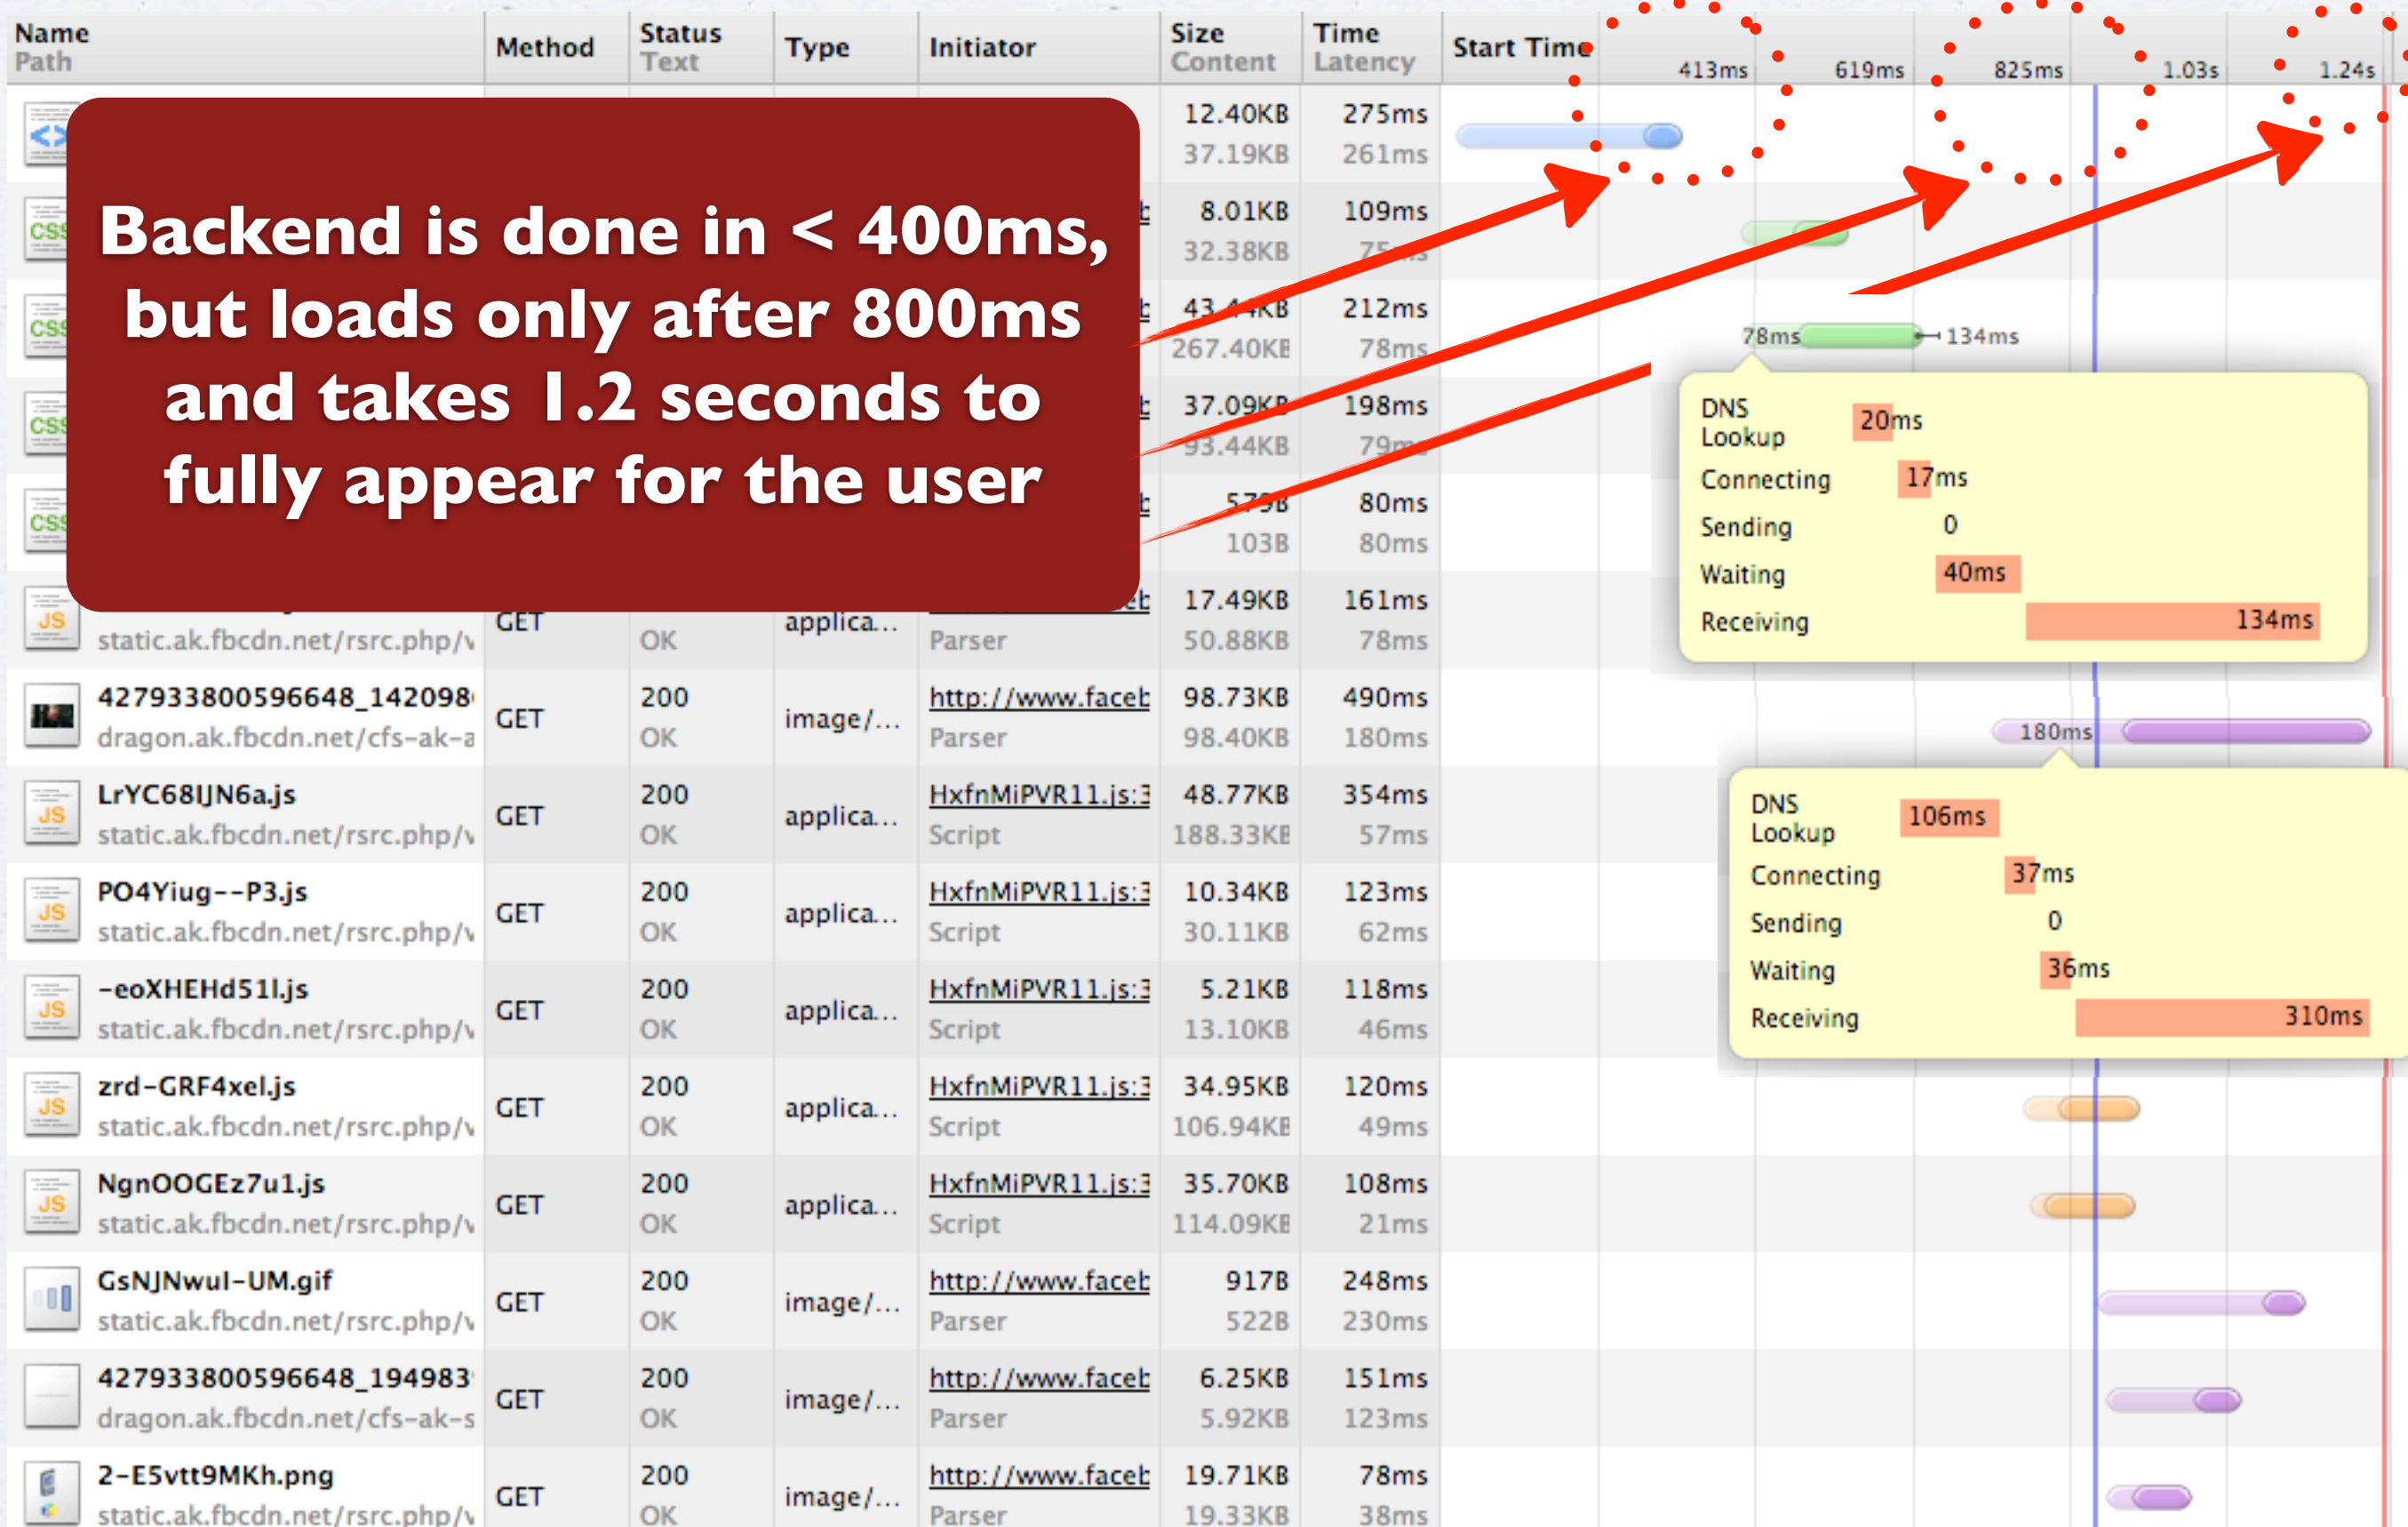 Name Method Status Type Initiator Size Time Start Time
Path Text Content Latency 413ms 619ms 825ms 1.03s 1.24s
Backend is done in < 400ms,
but loads only after 800ms
and takes 1.2 seconds to
fully appear for the user
12.40KB 275ms
37.19KB 261ms
CSS 8.01KB 109ms
32.38KB
CSS 43.44KB 212ms
267.40KB 78ms 78ms 134ms
CSS 37.09KB 198ms
93.44KB 79ms
CSS 579B 80ms
103B 80ms
DNS
Lookup 20ms
Connecting 17ms
Sending 0
Waiting 40ms
Receiving 134ms
JS GET applica... 17.49KB 161ms
static.ak.fbcdn.net/rsrc.php/v OK Parser 50.88KB 78ms
427933800596648_142098 GET 200 image/... http://www.faceb 98.73KB 490ms
dragon.ak.fbcdn.net/cfs-ak-a OK Parser 98.40KB 180ms 180ms
DNS
Lookup 106ms
Connecting 37ms
Sending 0
Waiting 36ms
Receiving 310ms
JS LrYC68IJN6a.js GET 200 applica... HxfnMiPVR11.js:3 48.77KB 354ms
static.ak.fbcdn.net/rsrc.php/v OK Script 188.33KB 57ms
JS PO4Yiug--P3.js GET 200 applica... HxfnMiPVR11.js:3 10.34KB 123ms
static.ak.fbcdn.net/rsrc.php/v OK Script 30.11KB 62ms
JS -eoXHEHd51l.js GET 200 applica... HxfnMiPVR11.js:3 5.21KB 118ms
static.ak.fbcdn.net/rsrc.php/v OK Script 13.10KB 46ms
JS zrd-GRF4xel.js GET 200 applica... HxfnMiPVR11.js:3 34.95KB 120ms
static.ak.fbcdn.net/rsrc.php/v OK Script 106.94KB 49ms
JS NgnOOGEz7u1.js GET 200 applica... HxfnMiPVR11.js:3 35.70KB 108ms
static.ak.fbcdn.net/rsrc.php/v OK Script 114.09KB 21ms
GsNJNwuI-UM.gif GET 200 image/... http://www.faceb 917B 248ms
static.ak.fbcdn.net/rsrc.php/v OK Parser 522B 230ms
427933800596648_194983 GET 200 image/... http://www.faceb 6.25KB 151ms
dragon.ak.fbcdn.net/cfs-ak-s OK Parser 5.92KB 123ms
2-E5vtt9MKh.png GET 200 image/... http://www.faceb 19.71KB 78ms
static.ak.fbcdn.net/rsrc.php/v OK Parser 19.33KB 38ms